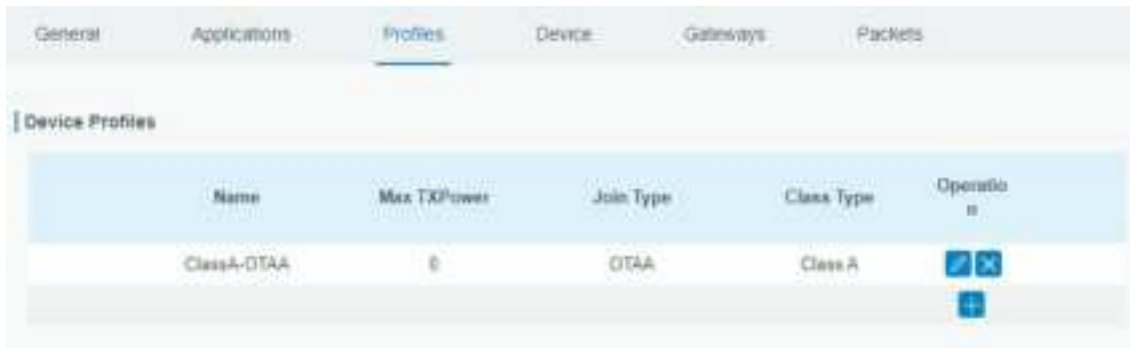 General Applications Profiles Device Gateways Packets
Device Profiles
Name Max TXPower Join Type Class Type Operatio
n
ClassA-OTAA 0 OTAA Class A